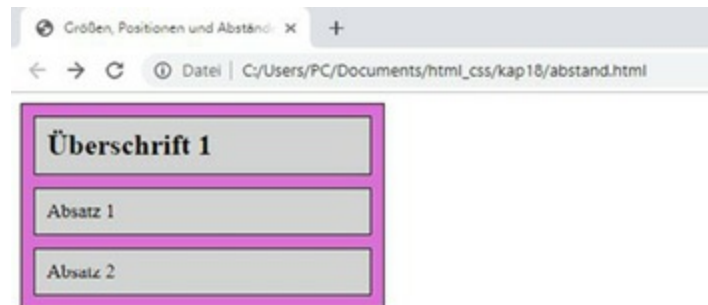 Größen, Positionen und Abständ
Datei | C:/Users/PC/Documents/html_css/kap18/abstand.html
Überschrift 1
Absatz 1
Absatz 2